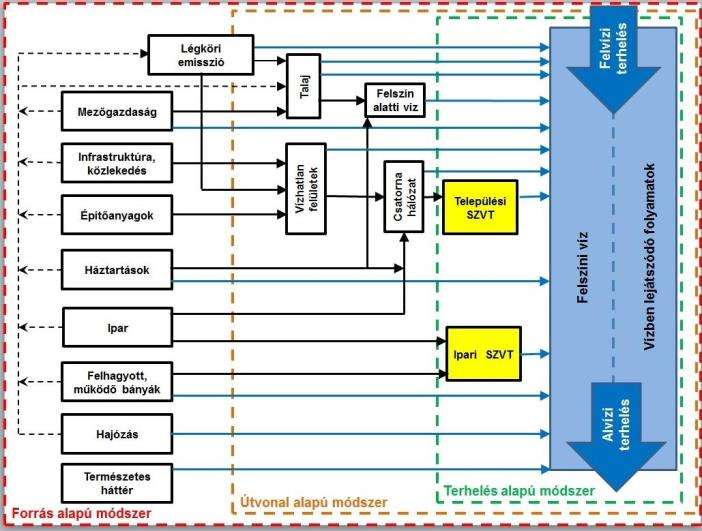 Légköri
emisszió
Mezőgazdaság
Infrastruktúra,
közlekedés
Építőanyagok
Háztartások
Ipar
Felhagyott,
működő bányák
Hajózás
Természetes
háttér
Talaj
Felszín
alatti víz
Vízhatlan
felületek
Csatorna
hálózat
Települési
SZVT
Ipari SZVT
Felvízi
terhelés
Felszíni víz
Vízben lejátszódó folyamatok
Alvízi
terhelés
Forrás alapú módszer
Útvonal alapú módszer
Terhelés alapú módszer